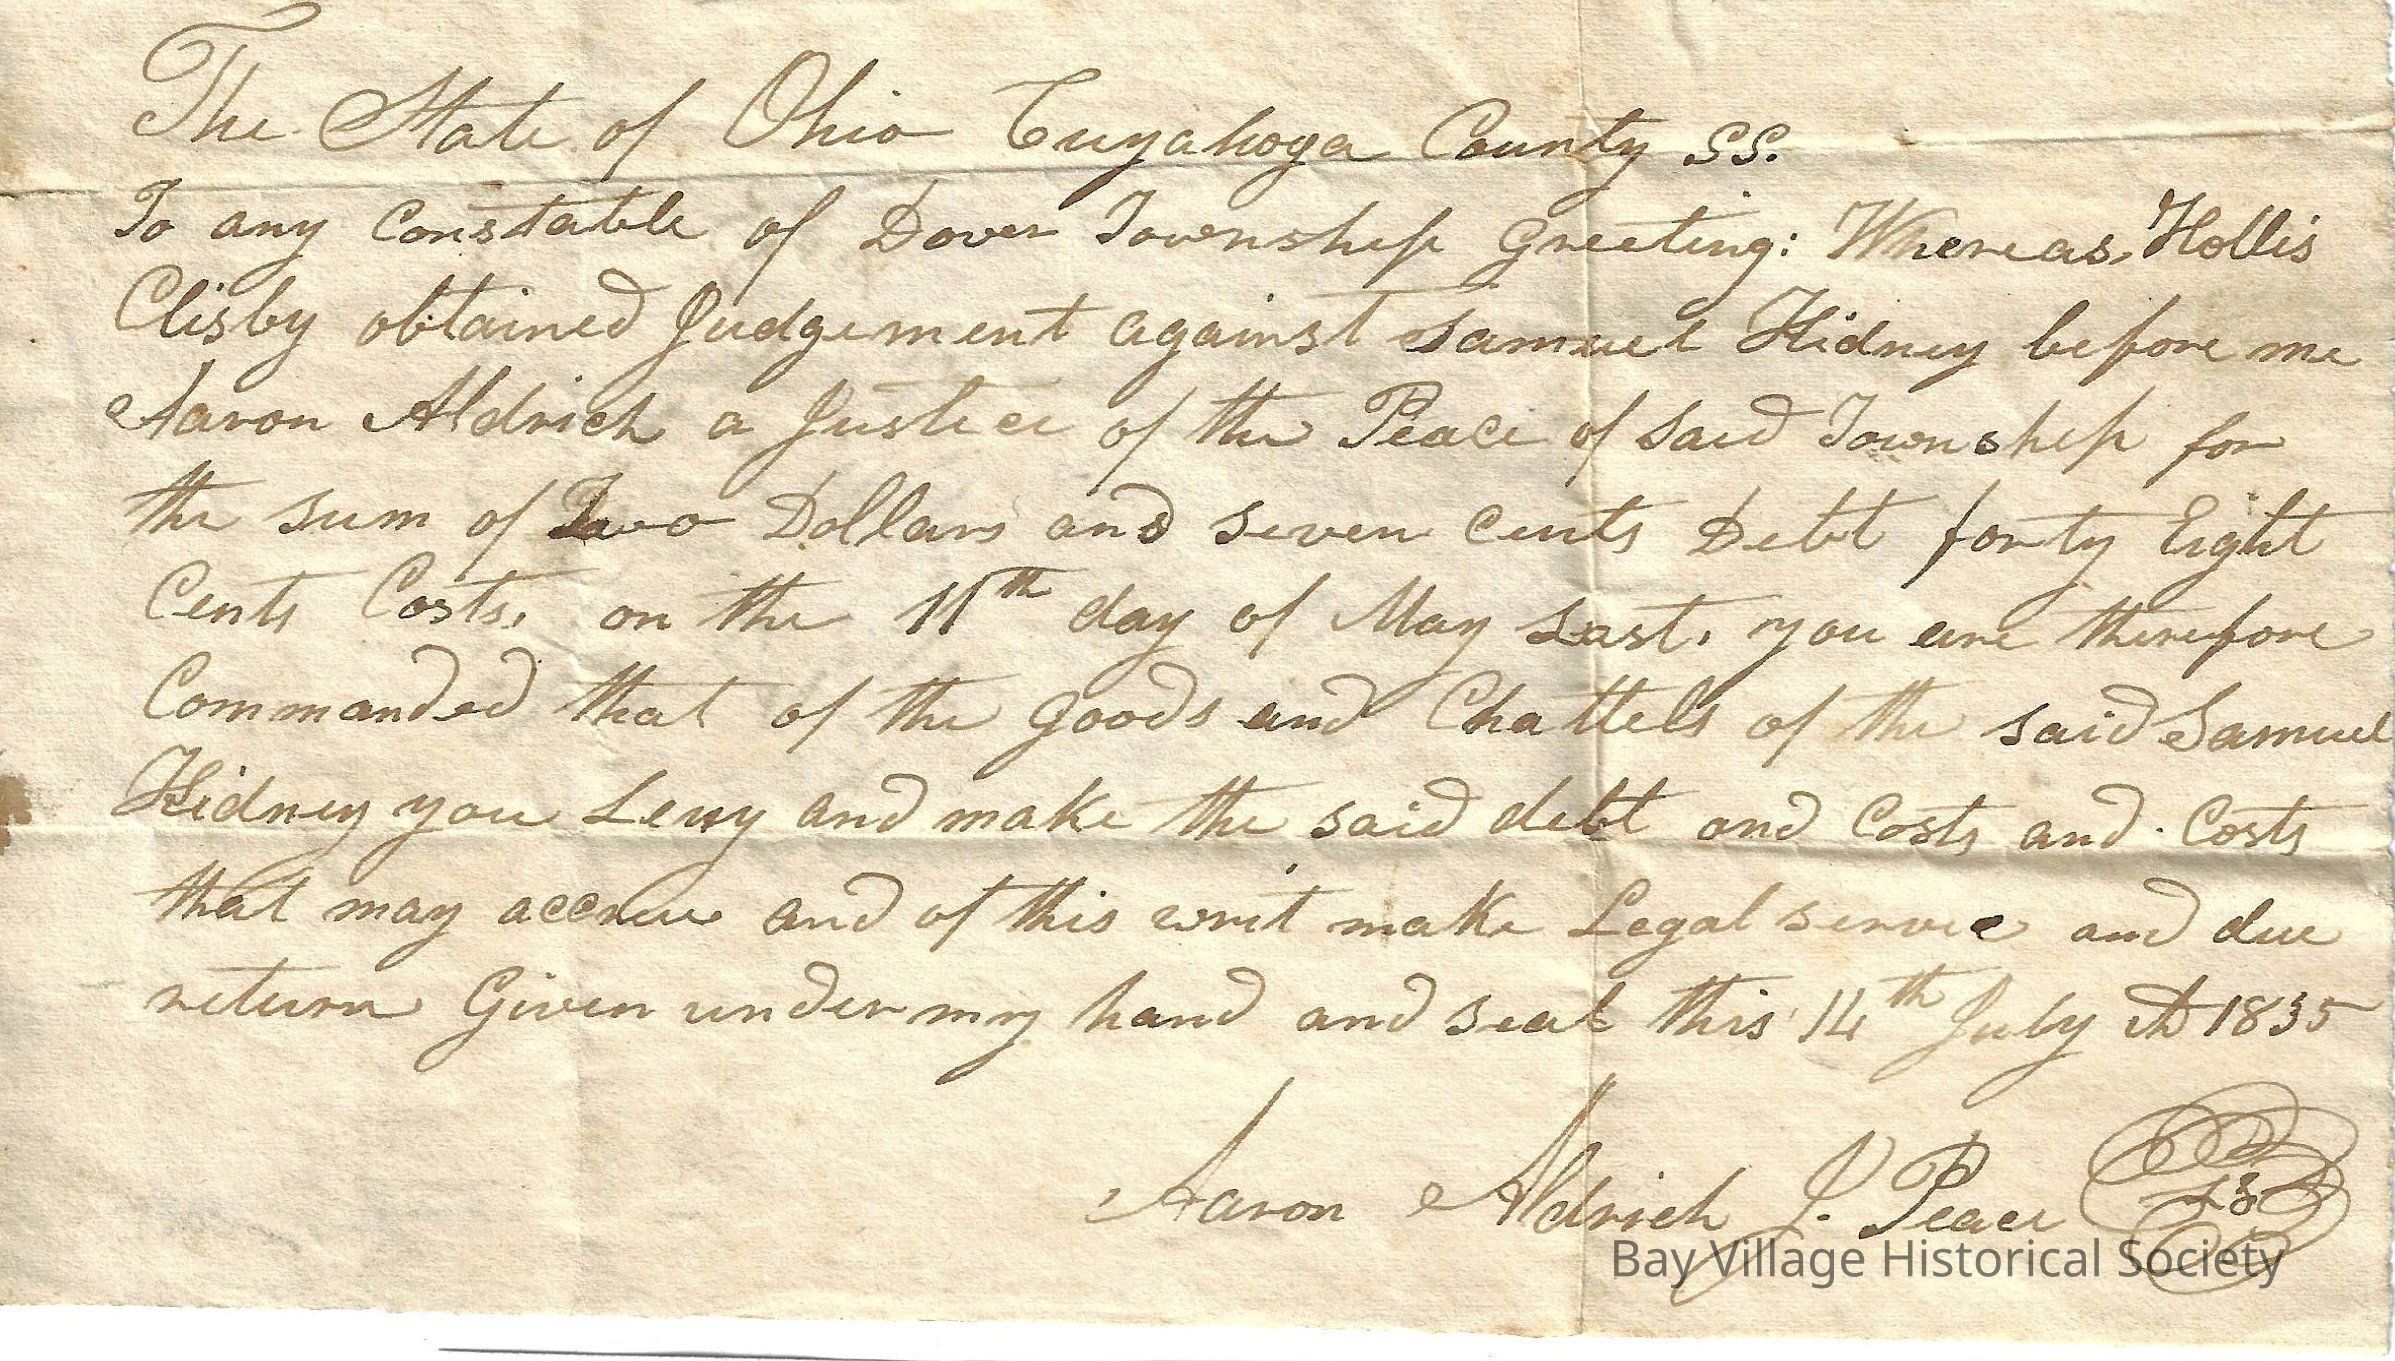 The State of Ohio Cuyahoga County SS.
To any Constable of Dover Township Greeting: Whereas Hollis
Clisby obtained Judgement against Samuel Kidney before me
Aaron Aldrich a Justice of the Peace of said Township for
the sum of Two Dollars and seven cents Debt forty Eight
Cents Costs, on the 11th day of May Last, you are therefore
Commanded that of the goods and Chattels of the said Samuel
Kidney you Levy and make the said debt and Costs and Costs
that may accrue and of this writ make Legal service and due
return Given under my hand and seal this 14th July AD 1835
Aaron Aldrich J. Peace
Bay Village Historical Society